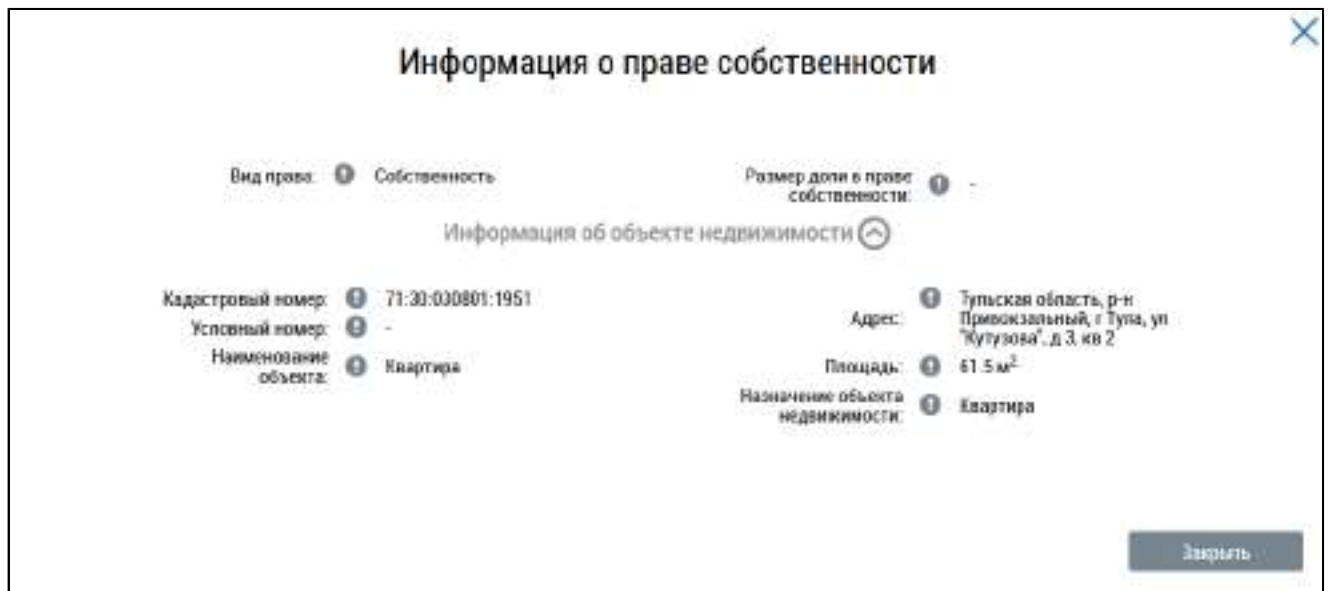 Информация о праве собственности
Вид права: Собственность
Размер доли в праве
собственности: -
Информация об объекте недвижимости
Кадастровый номер: 71:30:030801:1951
Условный номер: -
Наименование
объекта: Квартира
Адрес: Тульская область, р-н
Привокзальный, г Тула, ул
"Кутузова", д 3, кв 2
Площадь: 61.5 м²
Назначение объекта
недвижимости: Квартира
Закрыть